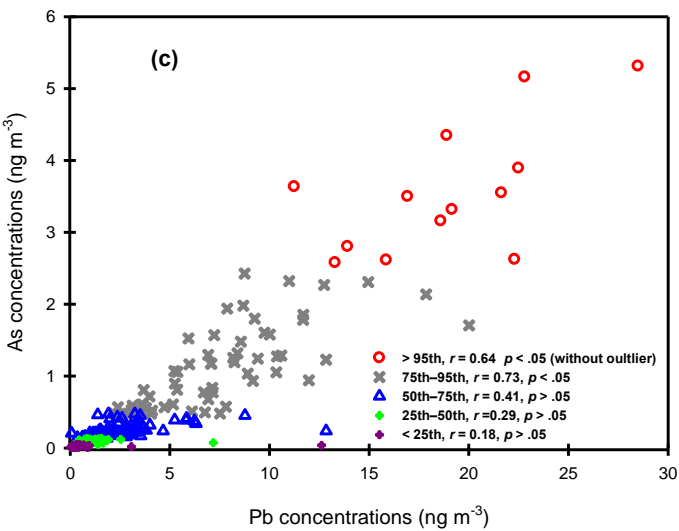 6
(c)
5
As concentrations (ng m⁻³)
4
3
2
> 95th, r = 0.64 p < .05 (without oultlier)
75th–95th, r = 0.73, p < .05
1
50th–75th, r = 0.41, p > .05
25th–50th, r =0.29, p > .05
< 25th, r = 0.18, p > .05
0
0 5 10 15 20 25 30
Pb concentrations (ng m⁻³)